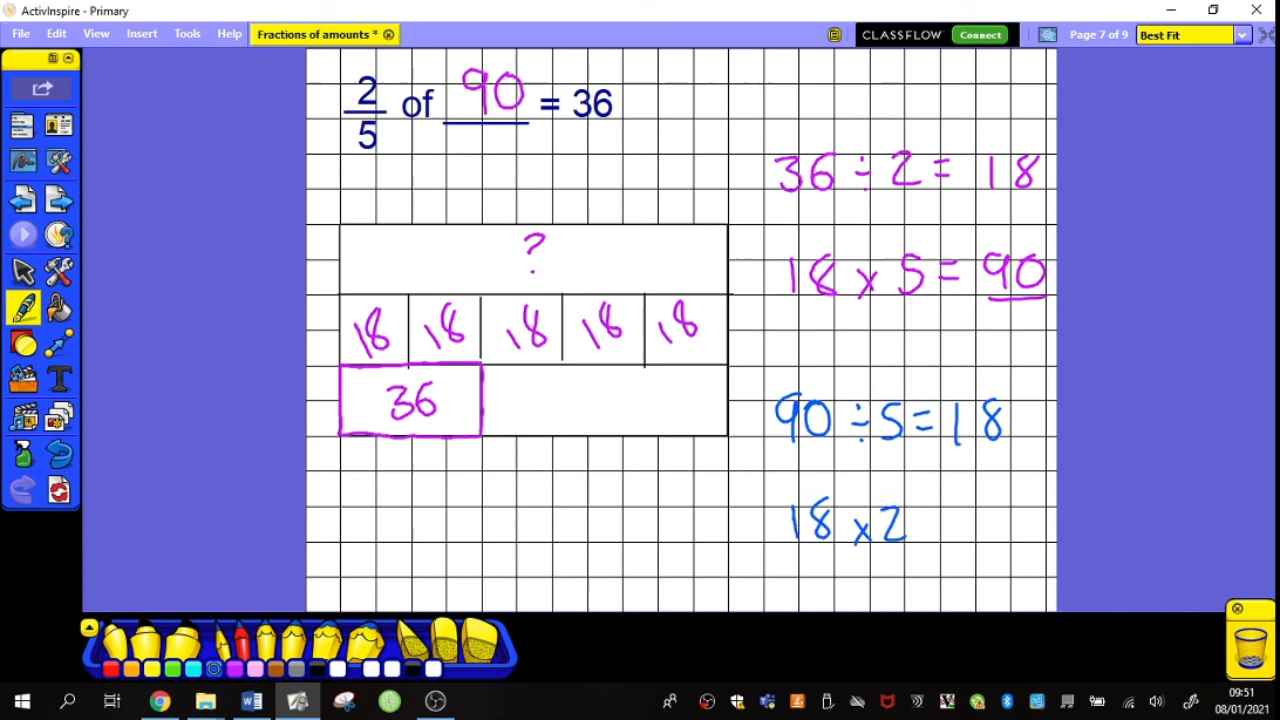 ActivInspire - Primary
File Edit View Insert Tools Help Fractions of amounts * CLASSFLOW Connect Page 7 of 9 Best Fit
2/5 of 90 = 36
36 ÷ 2 = 18
?
18 x 5 = 90
18 18 18 18 18
36
90 ÷ 5 = 18
18 x 2
09:51
08/01/2021